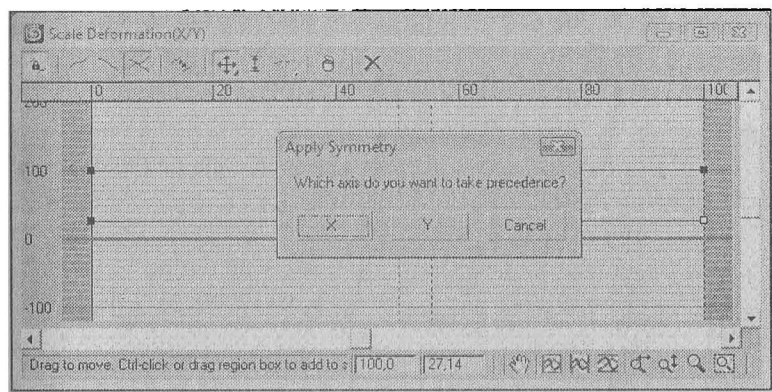 Scale Deformation(X/Y)
0 20 40 60 80 100
200
Apply Symmetry
100
Which axis do you want to take precedence?
X Y Cancel
0
-100
Drag to move. Ctrl-click or drag region box to add to s 100,0 27,14